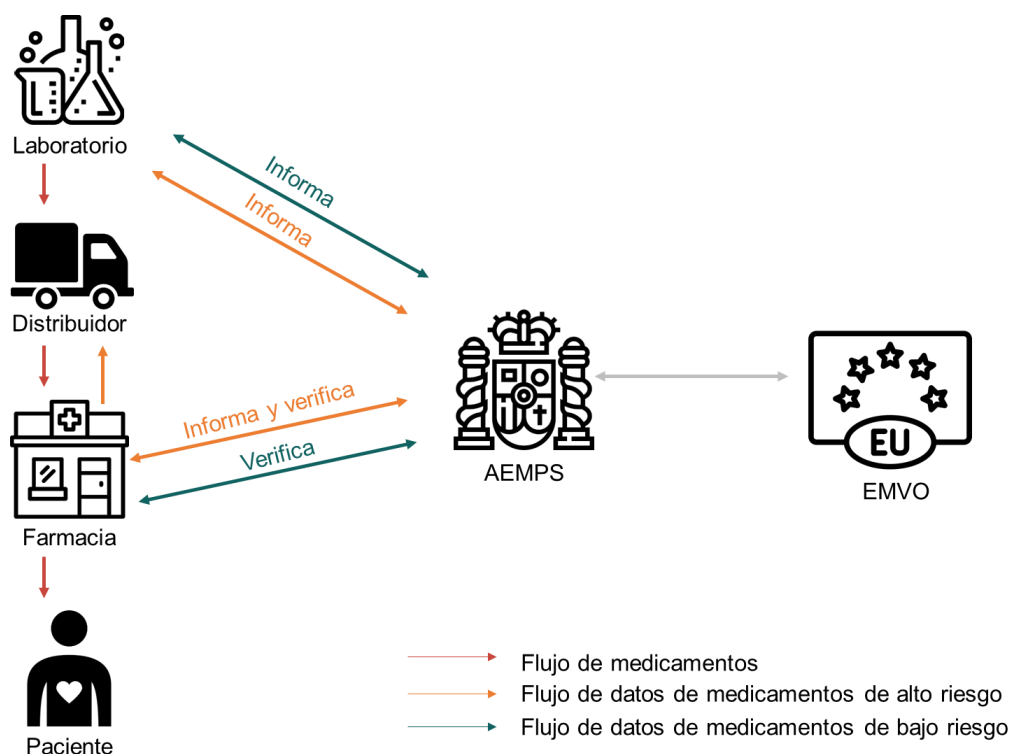 Laboratorio
Informa
Informa
Distribuidor
Informa y verifica
Verifica
AEMPS
EU
EMVO
Farmacia
Paciente
Flujo de medicamentos
Flujo de datos de medicamentos de alto riesgo
Flujo de datos de medicamentos de bajo riesgo